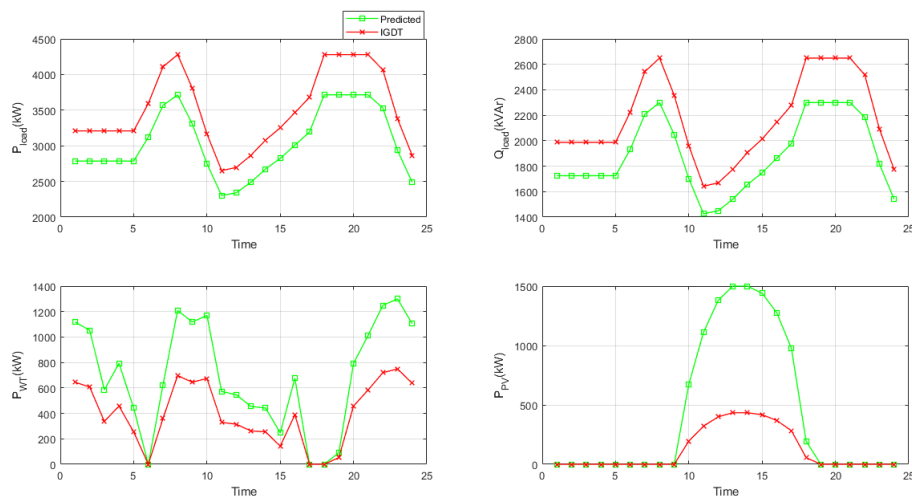 Predicted
IGDT
4500
4000
3500
3000
2500
2000
P_load(kW)
0 5 10 15 20 25
Time
2800
2600
2400
2200
2000
1800
1600
1400
Q_load(kVAr)
0 5 10 15 20 25
Time
1400
1200
1000
800
600
400
200
0
P_WT(kW)
0 5 10 15 20 25
Time
1500
1000
500
0
P_PV(kW)
0 5 10 15 20 25
Time